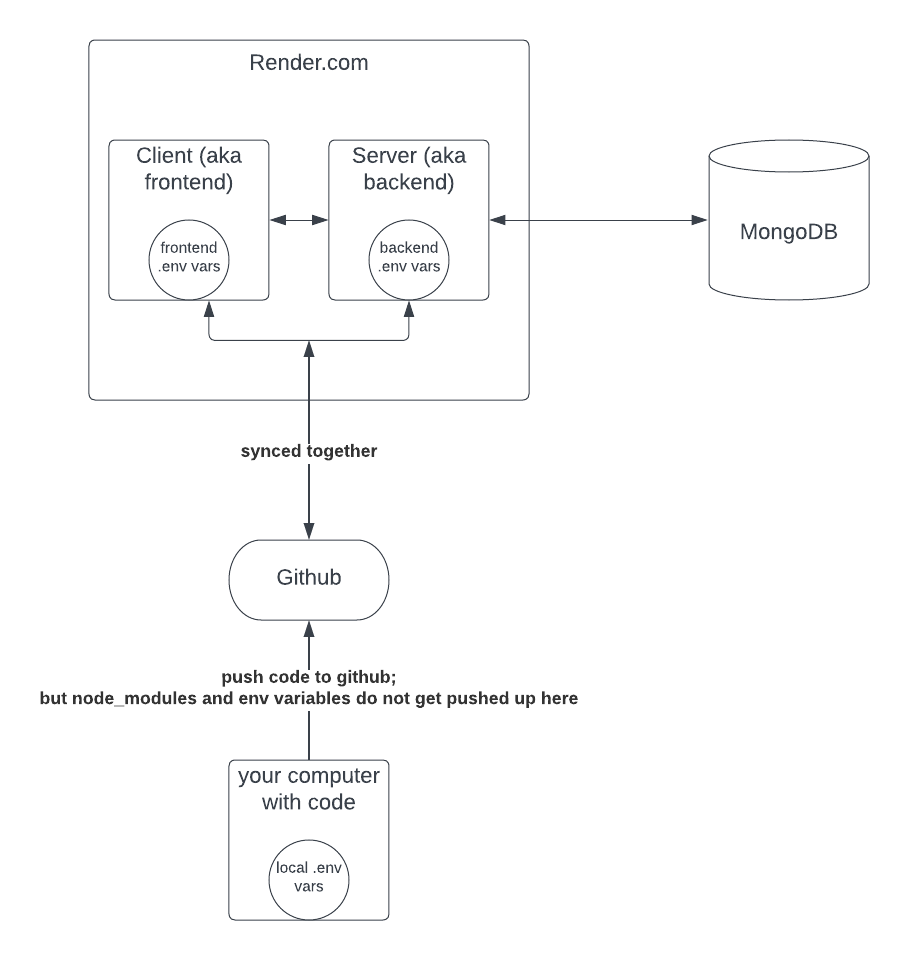 Render.com
Client (aka
frontend)
Server (aka
backend)
frontend
.env vars
backend
.env vars
MongoDB
synced together
Github
push code to github;
but node_modules and env variables do not get pushed up here
your computer
with code
local .env
vars